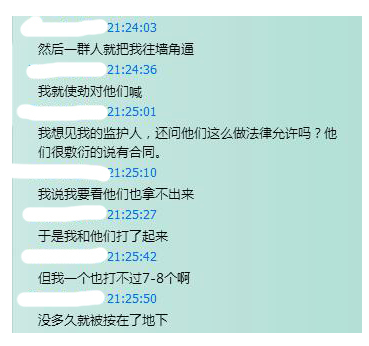 21:24:03
然后一群人就把我往墙角逼
21:24:36
我就使劲对他们喊
21:25:01
我想见我的监护人，还问他们这么做法律允许吗？他
们很敷衍的说有合同。
21:25:10
我说我要看他们也拿不出来
21:25:27
于是我和他们打了起来
21:25:42
但我一个也打不过7-8个啊
21:25:50
没多久就被按在了地下